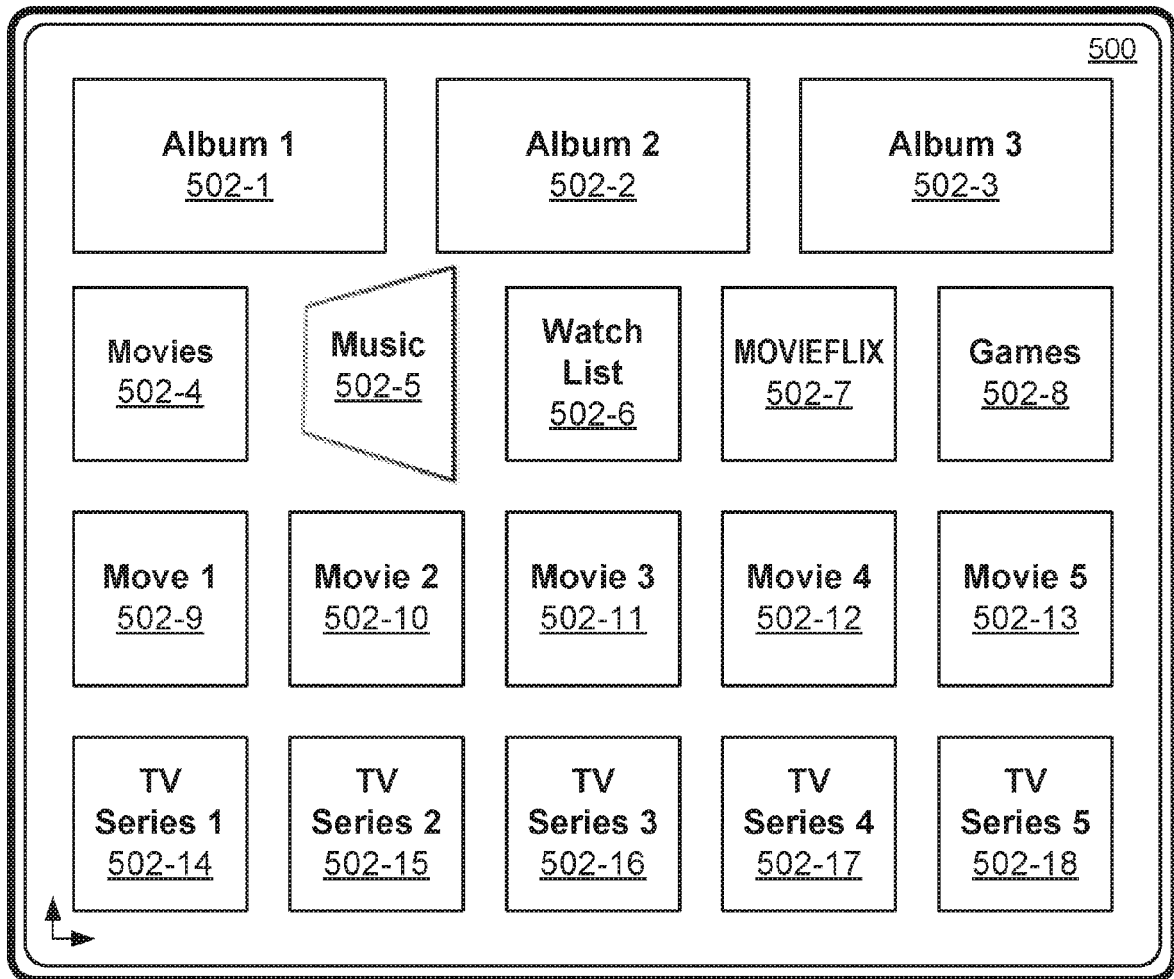 500
Album 1
502-1
Album 2
502-2
Album 3
502-3
Movies
502-4
Music
502-5
Watch
List
502-6
MOVIEFLIX
502-7
Games
502-8
Move 1
502-9
Movie 2
502-10
Movie 3
502-11
Movie 4
502-12
Movie 5
502-13
TV
Series 1
502-14
TV
Series 2
502-15
TV
Series 3
502-16
TV
Series 4
502-17
TV
Series 5
502-18